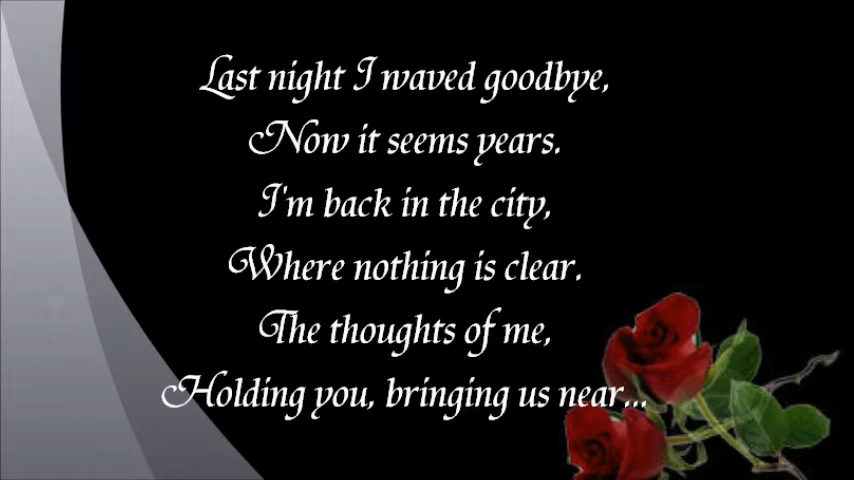 Last night I waved goodbye,
Now it seems years.
I'm back in the city,
Where nothing is clear.
The thoughts of me,
Holding you, bringing us near...